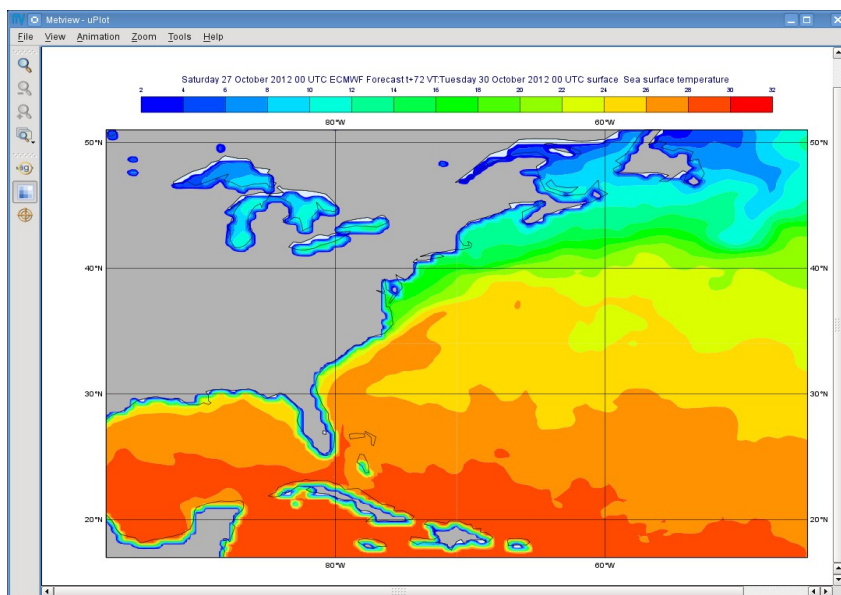 Metview - uPlot
File View Animation Zoom Tools Help
Saturday 27 October 2012 00 UTC ECMWF Forecast t+72 VT:Tuesday 30 October 2012 00 UTC surface Sea surface temperature
2 4 6 8 10 12 14 16 18 20 22 24 26 28 30 32
80°W 60°W
50°N 50°N
40°N 40°N
30°N 30°N
20°N 20°N
80°W 60°W